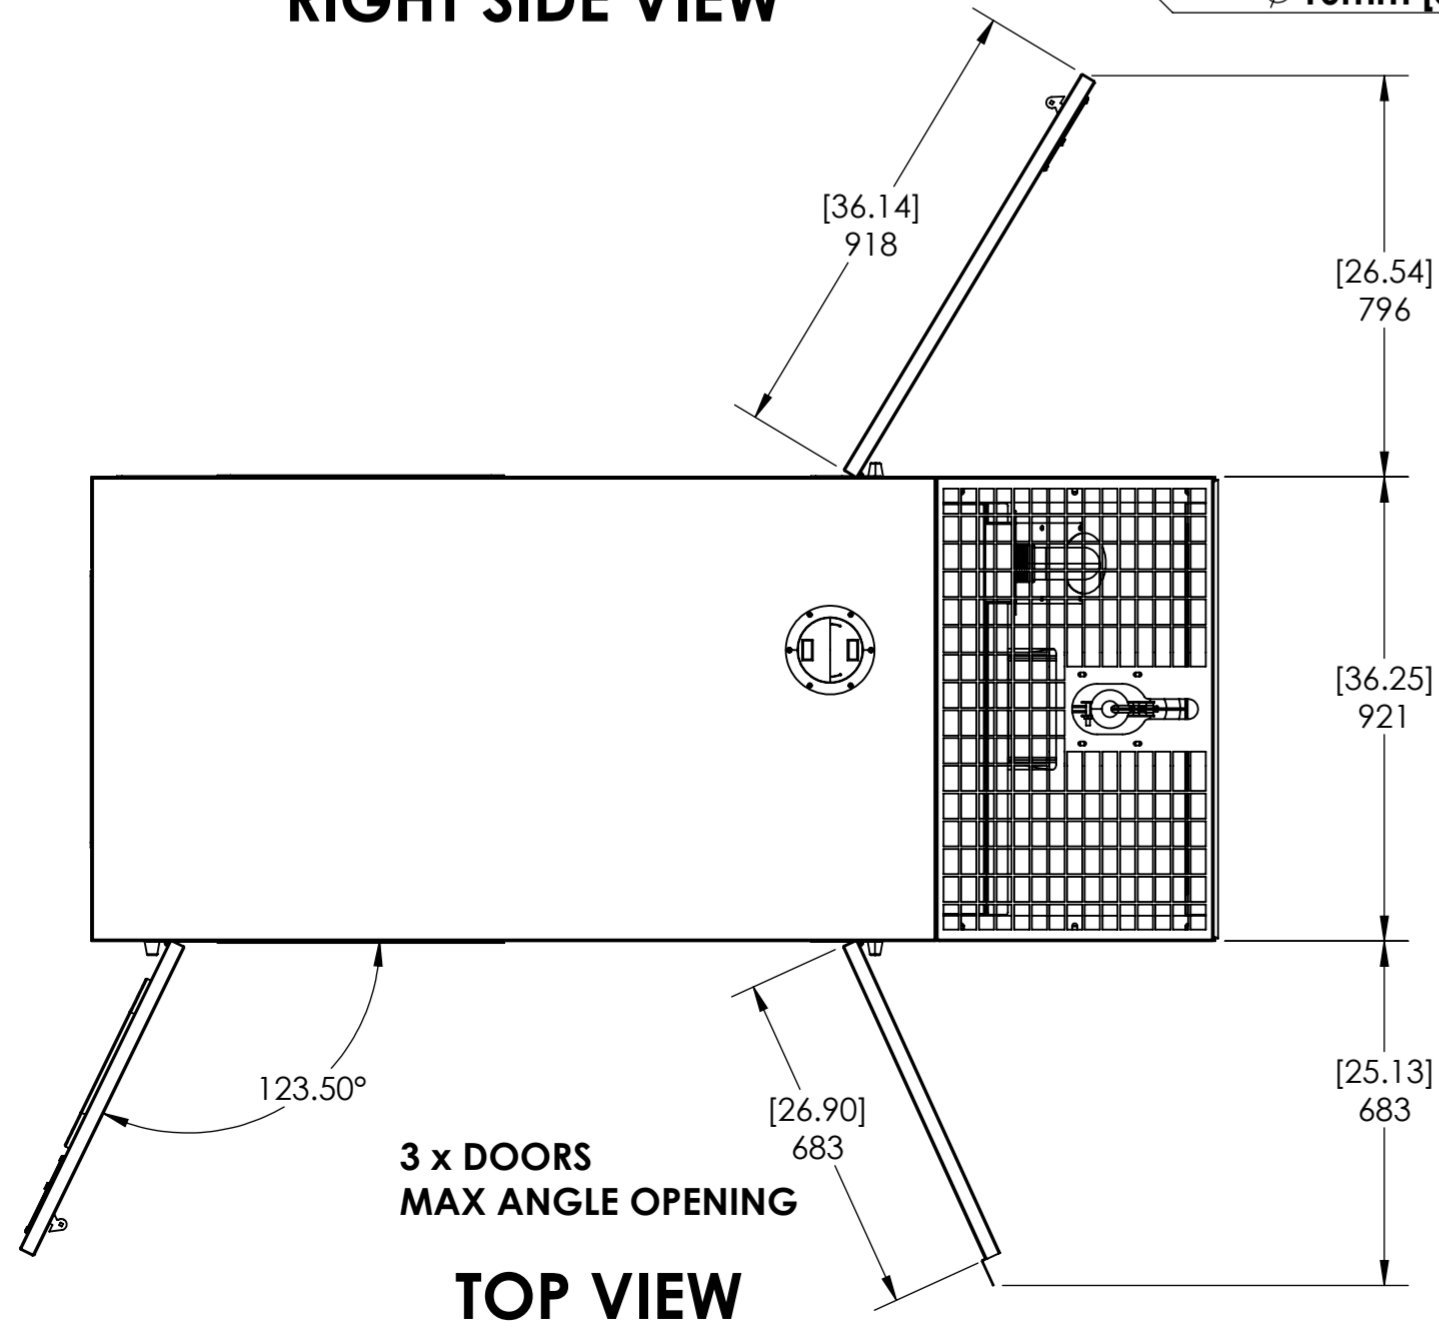 RIGHT SIDE VIEW
[36.14]
918
[26.54]
796
[36.25]
921
123.50°
[26.90]
683
[25.13]
683
3 x DOORS
MAX ANGLE OPENING
TOP VIEW